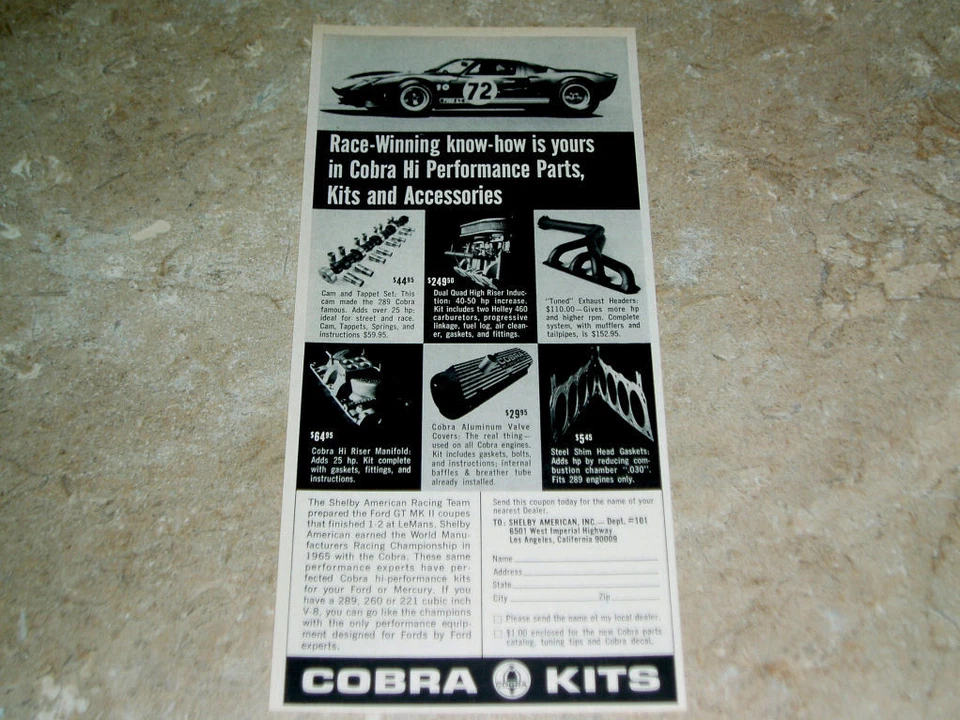 72
Race-Winning know-how is yours
in Cobra Hi Performance Parts,
Kits and Accessories
$4495
Cam and Tappet Set: This
cam made the 289 Cobra
famous. Adds over 25 hp:
ideal for street and race.
Cam, Tappets, Springs, and
instructions $59.95.
$24950
Dual Quad High Riser Induc-
tion: 40-50 hp increase.
Kit includes two Holley 460
carburetors, progressive
linkage, fuel log, air clean-
er, gaskets, and fittings.
"Tuned" Exhaust Headers:
$110.00—Gives more hp
and higher rpm. Complete
system, with mufflers and
tailpipes, is $152.95.
$6495
Cobra Hi Riser Manifold:
Adds 25 hp. Kit complete
with gaskets, fittings, and
instructions.
COBRA
$2995
Cobra Aluminum Valve
Covers: The real thing—
used on all Cobra engines.
Kit includes gaskets, bolts,
and instructions; internal
baffles & breather tube
already installed.
$545
Steel Shim Head Gaskets:
Adds hp by reducing com-
bustion chamber ".030".
Fits 289 engines only.
The Shelby American Racing Team
prepared the Ford GT MK II coupes
that finished 1-2 at LeMans. Shelby
American earned the World Manu-
facturers Racing Championship in
1965 with the Cobra. These same
performance experts have per-
fected Cobra hi-performance kits
for your Ford or Mercury. If you
have a 289, 260 or 221 cubic inch
V-8, you can go like the champions
with the only performance equip-
ment designed for Fords by Ford
experts.
Send this coupon today for the name of your
nearest Dealer.
TO: SHELBY AMERICAN, INC.— Dept. #101
6501 West Imperial Highway
Los Angeles, California 90009
Name
Address
State
City Zip
Please send the name of my local dealer.
$1.00 enclosed for the new Cobra parts
catalog, tuning tips and Cobra decal.
COBRA COBRA KITS